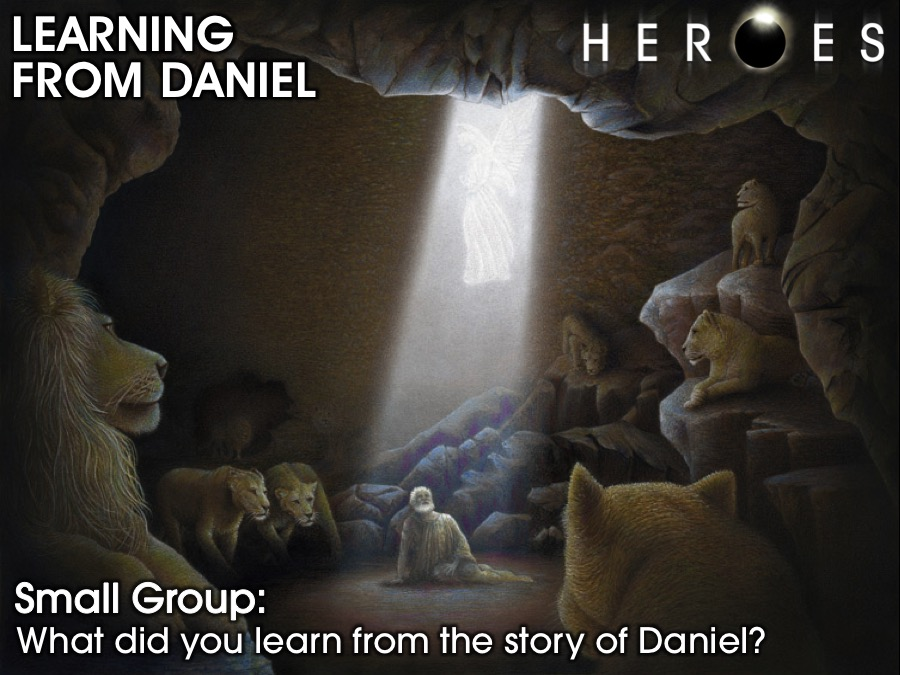 LEARNING
FROM DANIEL
HEROES
Small Group:
What did you learn from the story of Daniel?